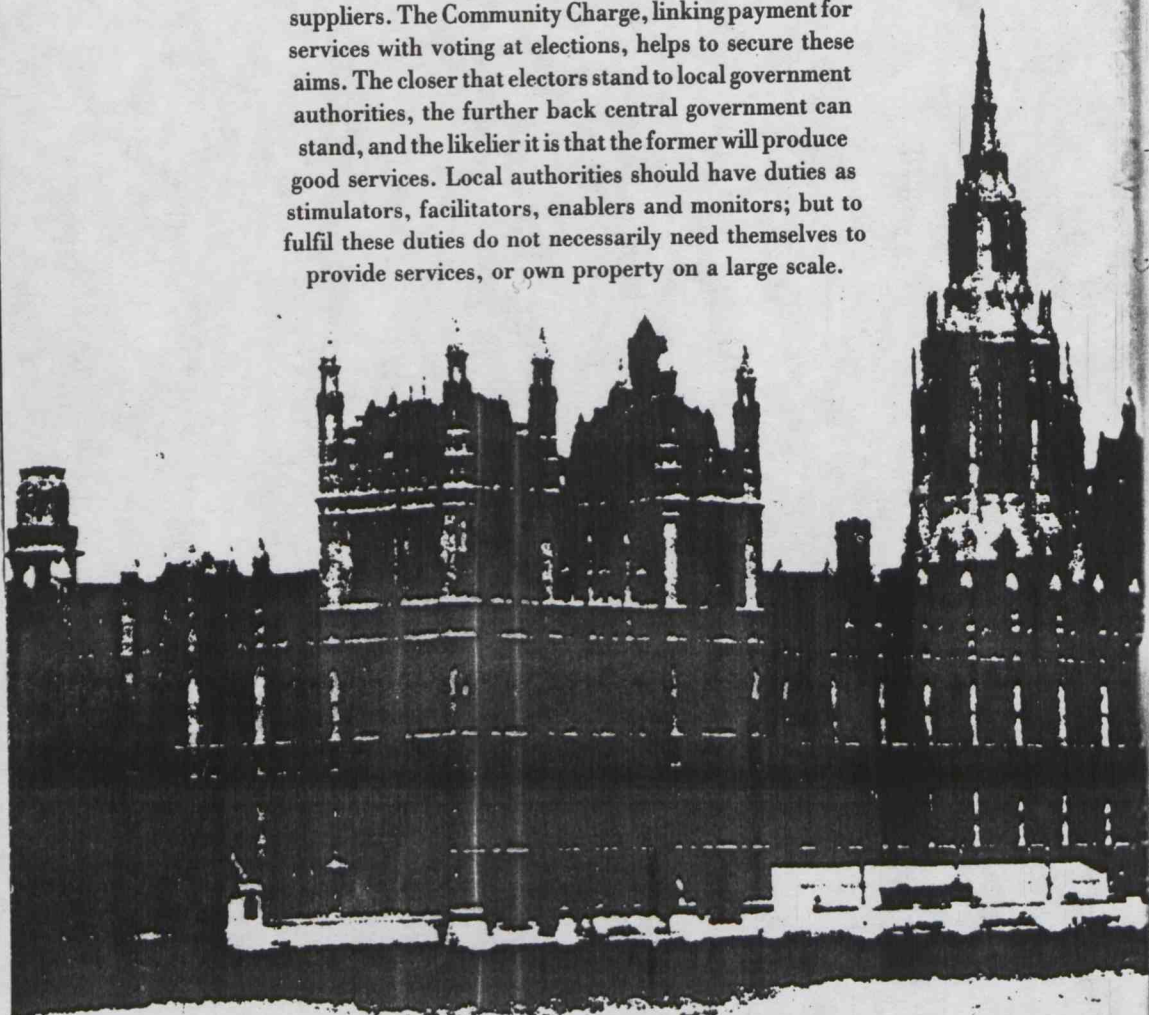 suppliers. The Community Charge, linking payment for
services with voting at elections, helps to secure these
aims. The closer that electors stand to local government
authorities, the further back central government can
stand, and the likelier it is that the former will produce
good services. Local authorities should have duties as
stimulators, facilitators, enablers and monitors; but to
fulfil these duties do not necessarily need themselves to
provide services, or own property on a large scale.